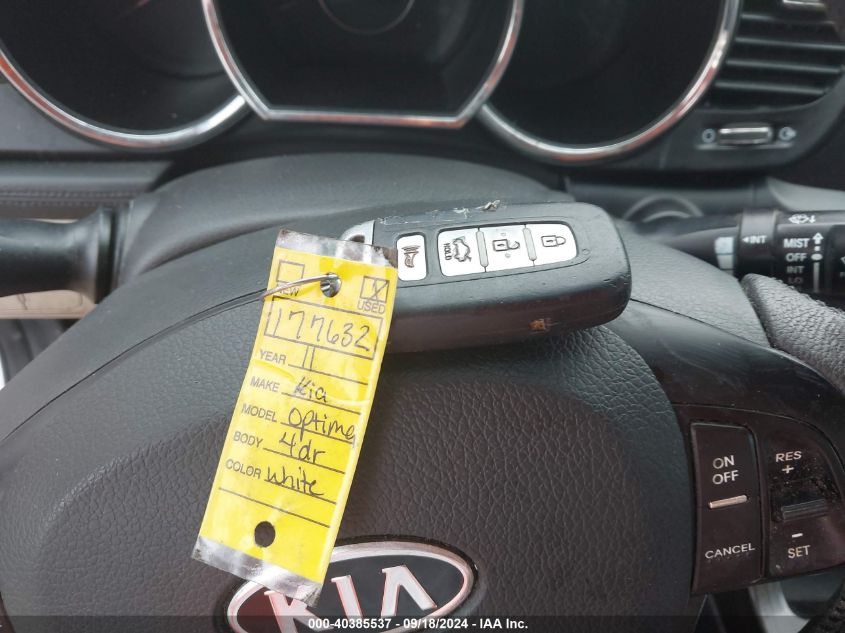 INT
MIST
OFF
INT
LO
HOLD
NEW
X
USED
177632
YEAR 11
MAKE Kia
MODEL Optima
BODY 4dr
COLOR White
ON
OFF
CANCEL
RES
+
-
SET
KIA
000-40385537 - 09/18/2024 - IAA Inc.